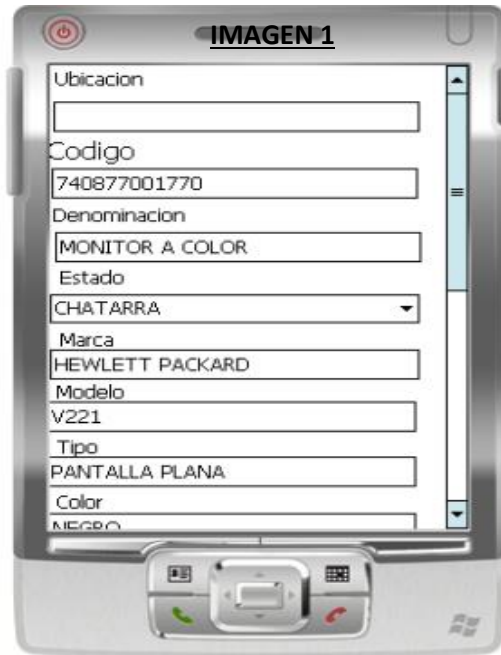 IMAGEN 1
Ubicacion
Codigo
740877001770
Denominacion
MONITOR A COLOR
Estado
CHATARRA
Marca
HEWLETT PACKARD
Modelo
V221
Tipo
PANTALLA PLANA
Color
NEGRO